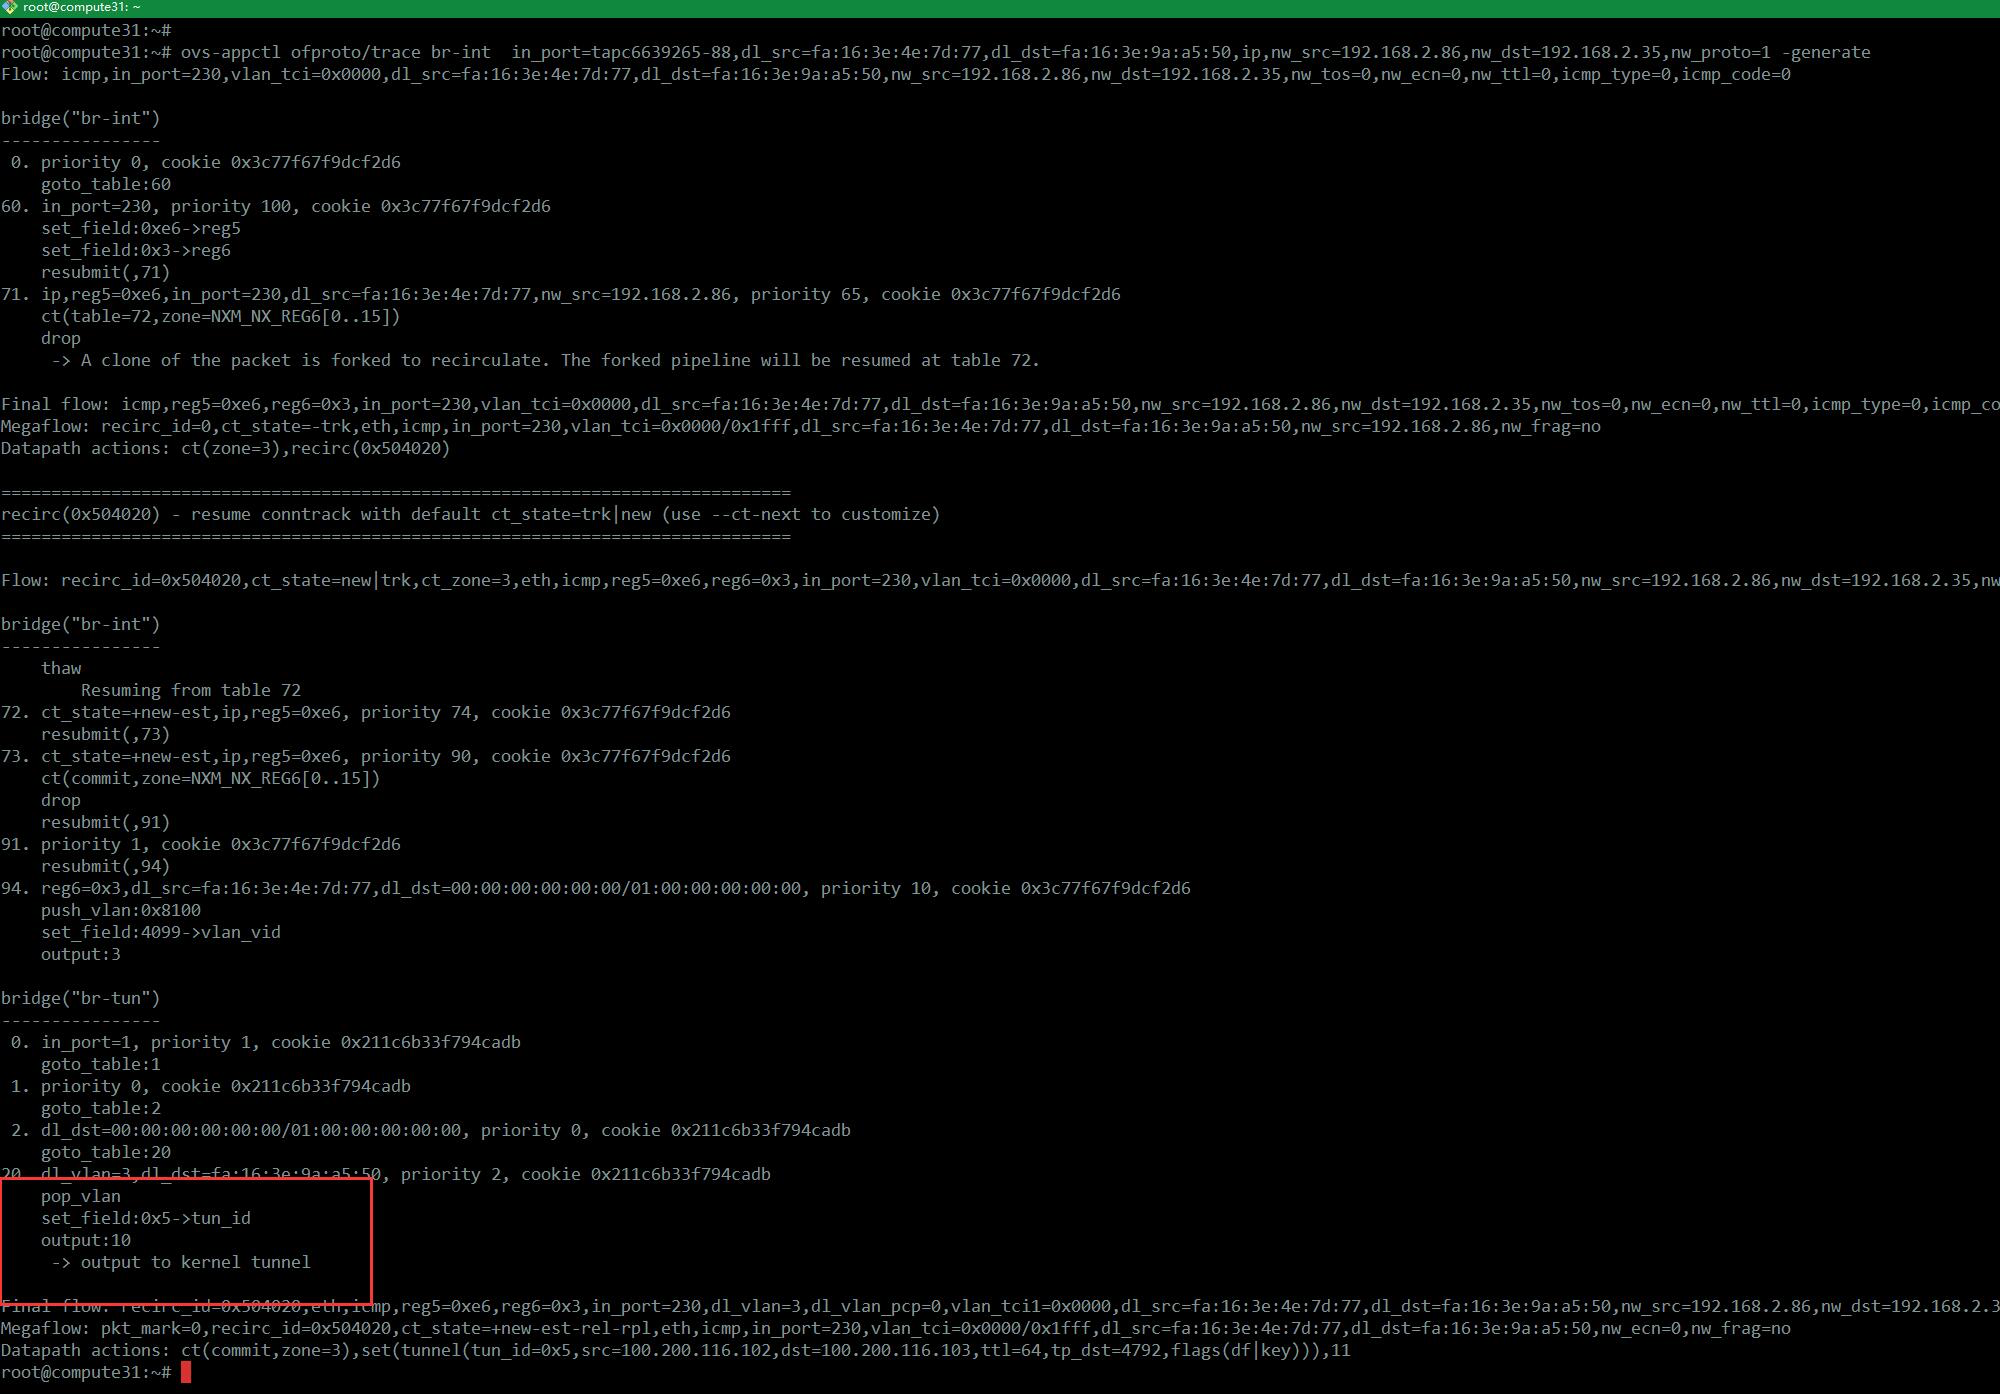 root@compute31: ~
root@compute31:~#
root@compute31:~# ovs-appctl ofproto/trace br-int  in_port=tapc6639265-88,dl_src=fa:16:3e:4e:7d:77,dl_dst=fa:16:3e:9a:a5:50,ip,nw_src=192.168.2.86,nw_dst=192.168.2.35,nw_proto=1 -generate
Flow: icmp,in_port=230,vlan_tci=0x0000,dl_src=fa:16:3e:4e:7d:77,dl_dst=fa:16:3e:9a:a5:50,nw_src=192.168.2.86,nw_dst=192.168.2.35,nw_tos=0,nw_ecn=0,nw_ttl=0,icmp_type=0,icmp_code=0
bridge("br-int")
----------------
0. priority 0, cookie 0x3c77f67f9dcf2d6
goto_table:60
60. in_port=230, priority 100, cookie 0x3c77f67f9dcf2d6
set_field:0xe6->reg5
set_field:0x3->reg6
resubmit(,71)
71. ip,reg5=0xe6,in_port=230,dl_src=fa:16:3e:4e:7d:77,nw_src=192.168.2.86, priority 65, cookie 0x3c77f67f9dcf2d6
ct(table=72,zone=NXM_NX_REG6[0..15])
drop
-> A clone of the packet is forked to recirculate. The forked pipeline will be resumed at table 72.
Final flow: icmp,reg5=0xe6,reg6=0x3,in_port=230,vlan_tci=0x0000,dl_src=fa:16:3e:4e:7d:77,dl_dst=fa:16:3e:9a:a5:50,nw_src=192.168.2.86,nw_dst=192.168.2.35,nw_tos=0,nw_ecn=0,nw_ttl=0,icmp_type=0,icmp_co
Megaflow: recirc_id=0,ct_state=-trk,eth,icmp,in_port=230,vlan_tci=0x0000/0x1fff,dl_src=fa:16:3e:4e:7d:77,dl_dst=fa:16:3e:9a:a5:50,nw_src=192.168.2.86,nw_frag=no
Datapath actions: ct(zone=3),recirc(0x504020)
===============================================================================
recirc(0x504020) - resume conntrack with default ct_state=trk|new (use --ct-next to customize)
===============================================================================
Flow: recirc_id=0x504020,ct_state=new|trk,ct_zone=3,eth,icmp,reg5=0xe6,reg6=0x3,in_port=230,vlan_tci=0x0000,dl_src=fa:16:3e:4e:7d:77,dl_dst=fa:16:3e:9a:a5:50,nw_src=192.168.2.86,nw_dst=192.168.2.35,nw
bridge("br-int")
----------------
thaw
Resuming from table 72
72. ct_state=+new-est,ip,reg5=0xe6, priority 74, cookie 0x3c77f67f9dcf2d6
resubmit(,73)
73. ct_state=+new-est,ip,reg5=0xe6, priority 90, cookie 0x3c77f67f9dcf2d6
ct(commit,zone=NXM_NX_REG6[0..15])
drop
resubmit(,91)
91. priority 1, cookie 0x3c77f67f9dcf2d6
resubmit(,94)
94. reg6=0x3,dl_src=fa:16:3e:4e:7d:77,dl_dst=00:00:00:00:00:00/01:00:00:00:00:00, priority 10, cookie 0x3c77f67f9dcf2d6
push_vlan:0x8100
set_field:4099->vlan_vid
output:3
bridge("br-tun")
----------------
0. in_port=1, priority 1, cookie 0x211c6b33f794cadb
goto_table:1
1. priority 0, cookie 0x211c6b33f794cadb
goto_table:2
2. dl_dst=00:00:00:00:00:00/01:00:00:00:00:00, priority 0, cookie 0x211c6b33f794cadb
goto_table:20
20. dl_vlan=3,dl_dst=fa:16:3e:9a:a5:50, priority 2, cookie 0x211c6b33f794cadb
pop_vlan
set_field:0x5->tun_id
output:10
-> output to kernel tunnel
Final flow: recirc_id=0x504020,eth,icmp,reg5=0xe6,reg6=0x3,in_port=230,dl_vlan=3,dl_vlan_pcp=0,vlan_tci1=0x0000,dl_src=fa:16:3e:4e:7d:77,dl_dst=fa:16:3e:9a:a5:50,nw_src=192.168.2.86,nw_dst=192.168.2.3
Megaflow: pkt_mark=0,recirc_id=0x504020,ct_state=+new-est-rel-rpl,eth,icmp,in_port=230,vlan_tci=0x0000/0x1fff,dl_src=fa:16:3e:4e:7d:77,dl_dst=fa:16:3e:9a:a5:50,nw_ecn=0,nw_frag=no
Datapath actions: ct(commit,zone=3),set(tunnel(tun_id=0x5,src=100.200.116.102,dst=100.200.116.103,ttl=64,tp_dst=4792,flags(df|key))),11
root@compute31:~#